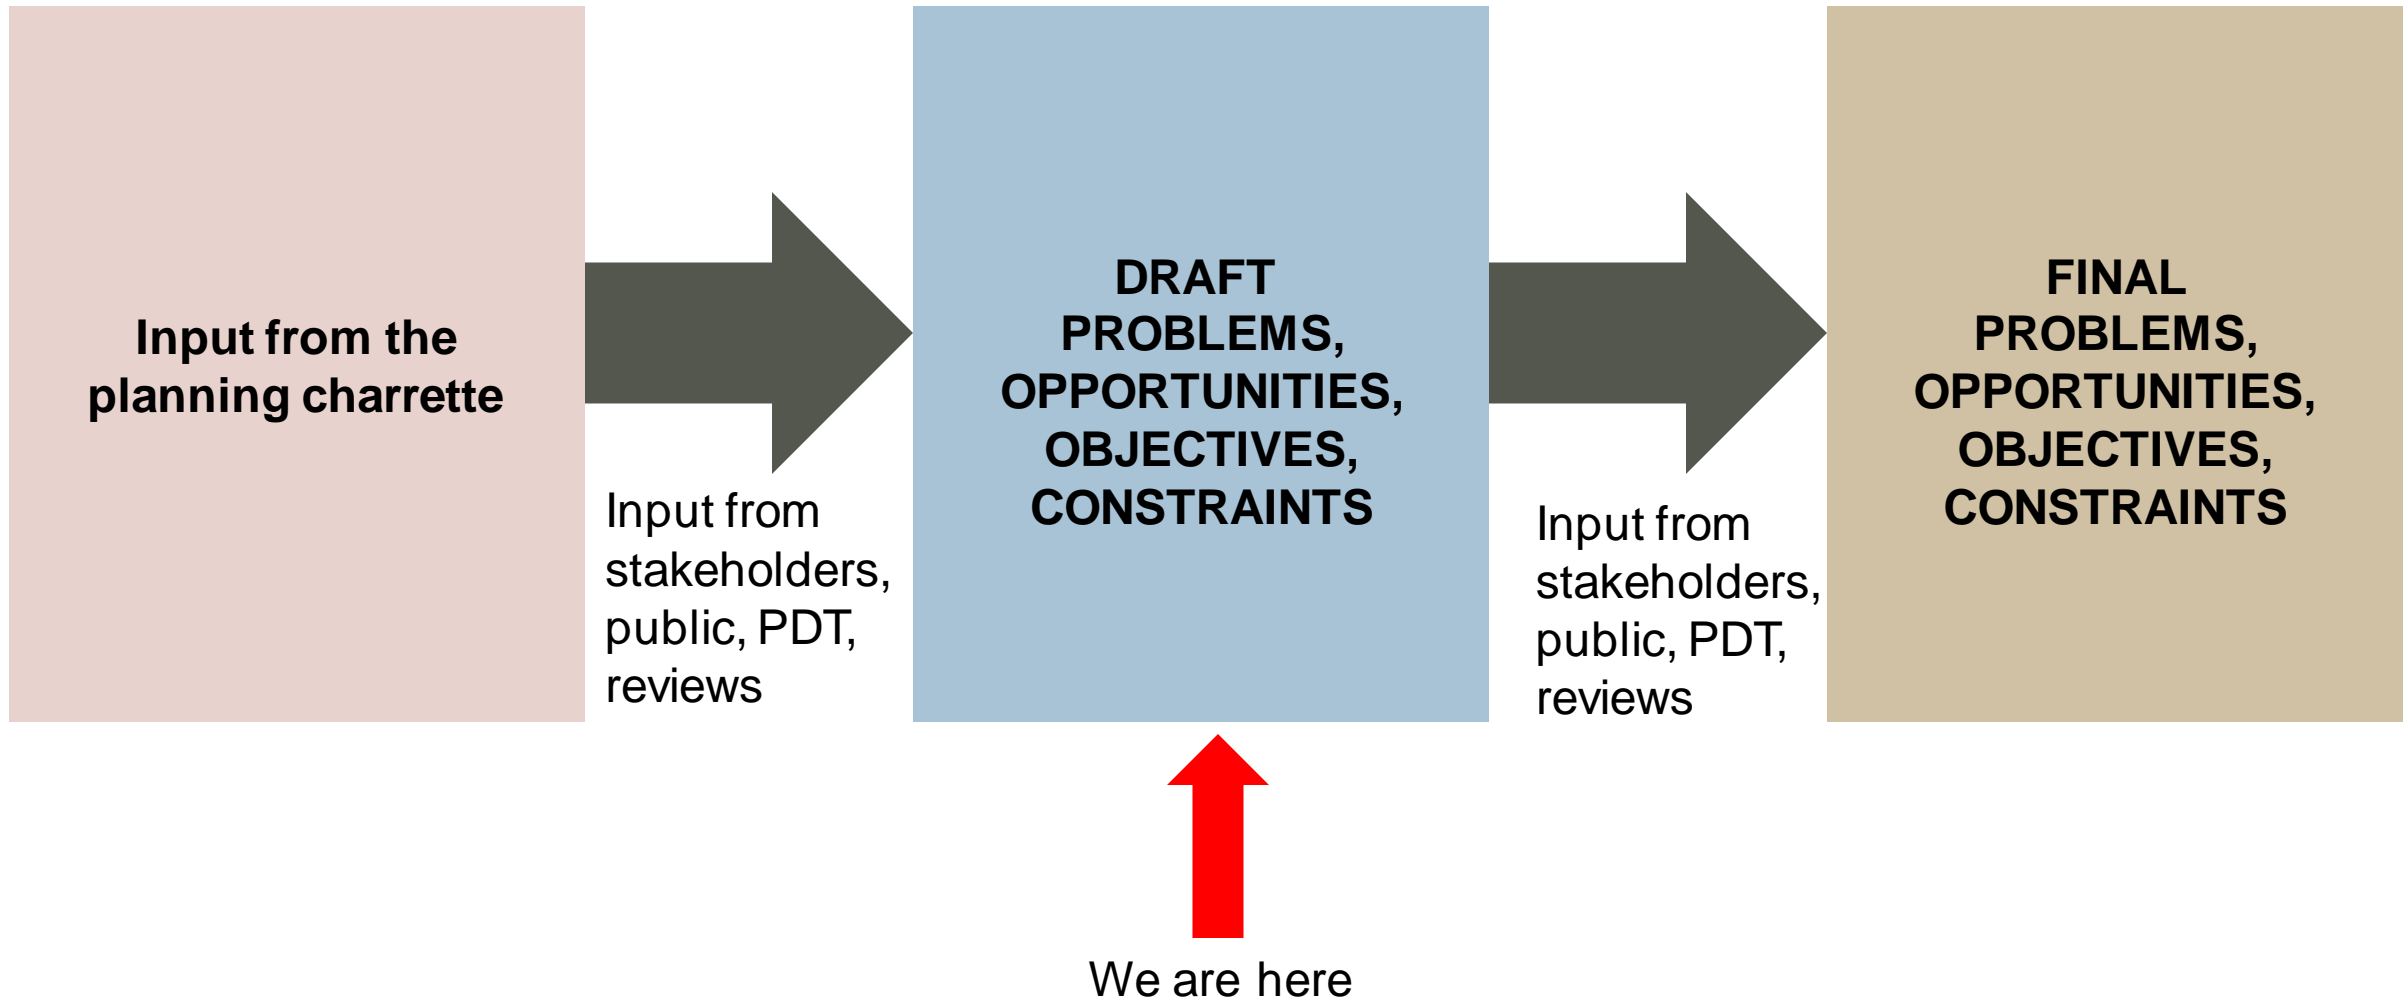 Input from the
planning charrette
Input from
stakeholders,
public, PDT,
reviews
DRAFT
PROBLEMS,
OPPORTUNITIES,
OBJECTIVES,
CONSTRAINTS
Input from
stakeholders,
public, PDT,
reviews
FINAL
PROBLEMS,
OPPORTUNITIES,
OBJECTIVES,
CONSTRAINTS
We are here